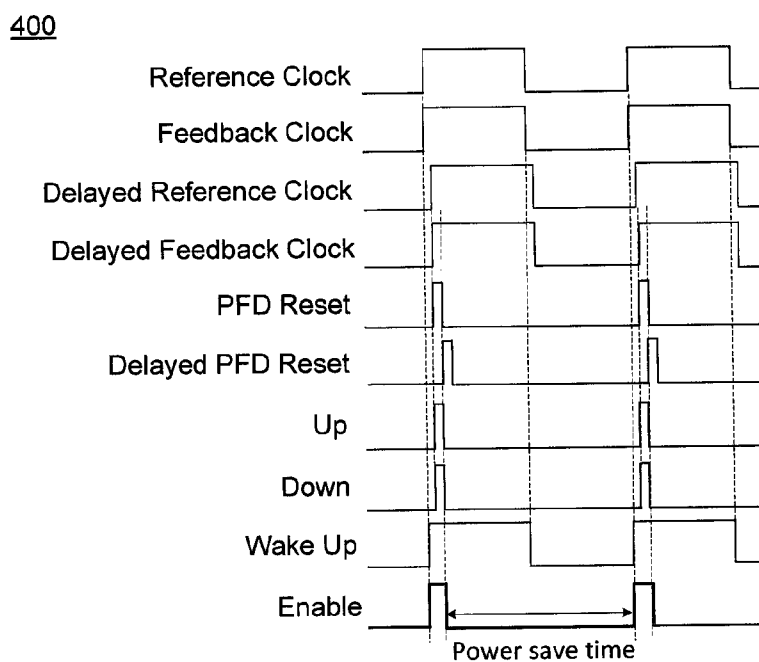 400
Reference Clock
Feedback Clock
Delayed Reference Clock
Delayed Feedback Clock
PFD Reset
Delayed PFD Reset
Up
Down
Wake Up
Enable
Power save time